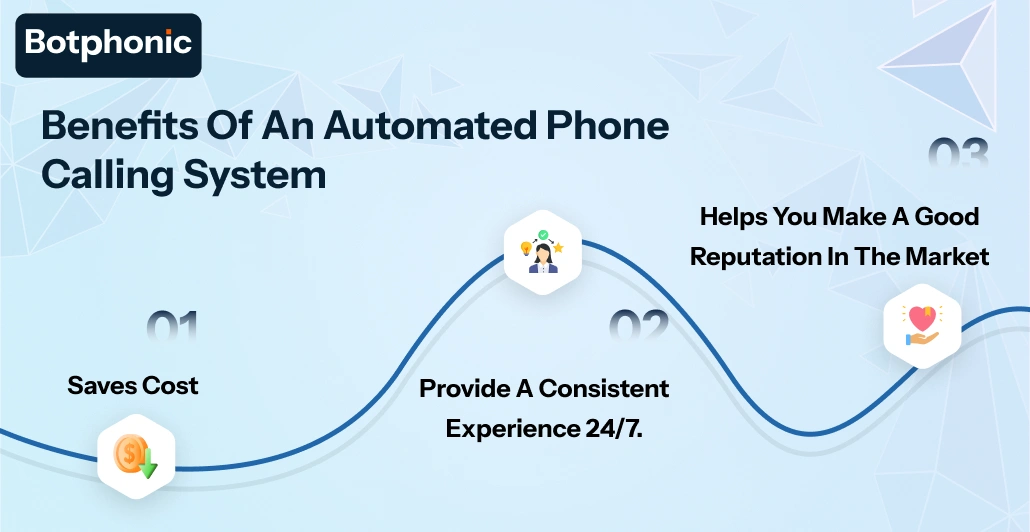 Botphonic
Benefits Of An Automated Phone
Calling System
01
Saves Cost
02
Provide A Consistent
Experience 24/7.
03
Helps You Make A Good
Reputation In The Market